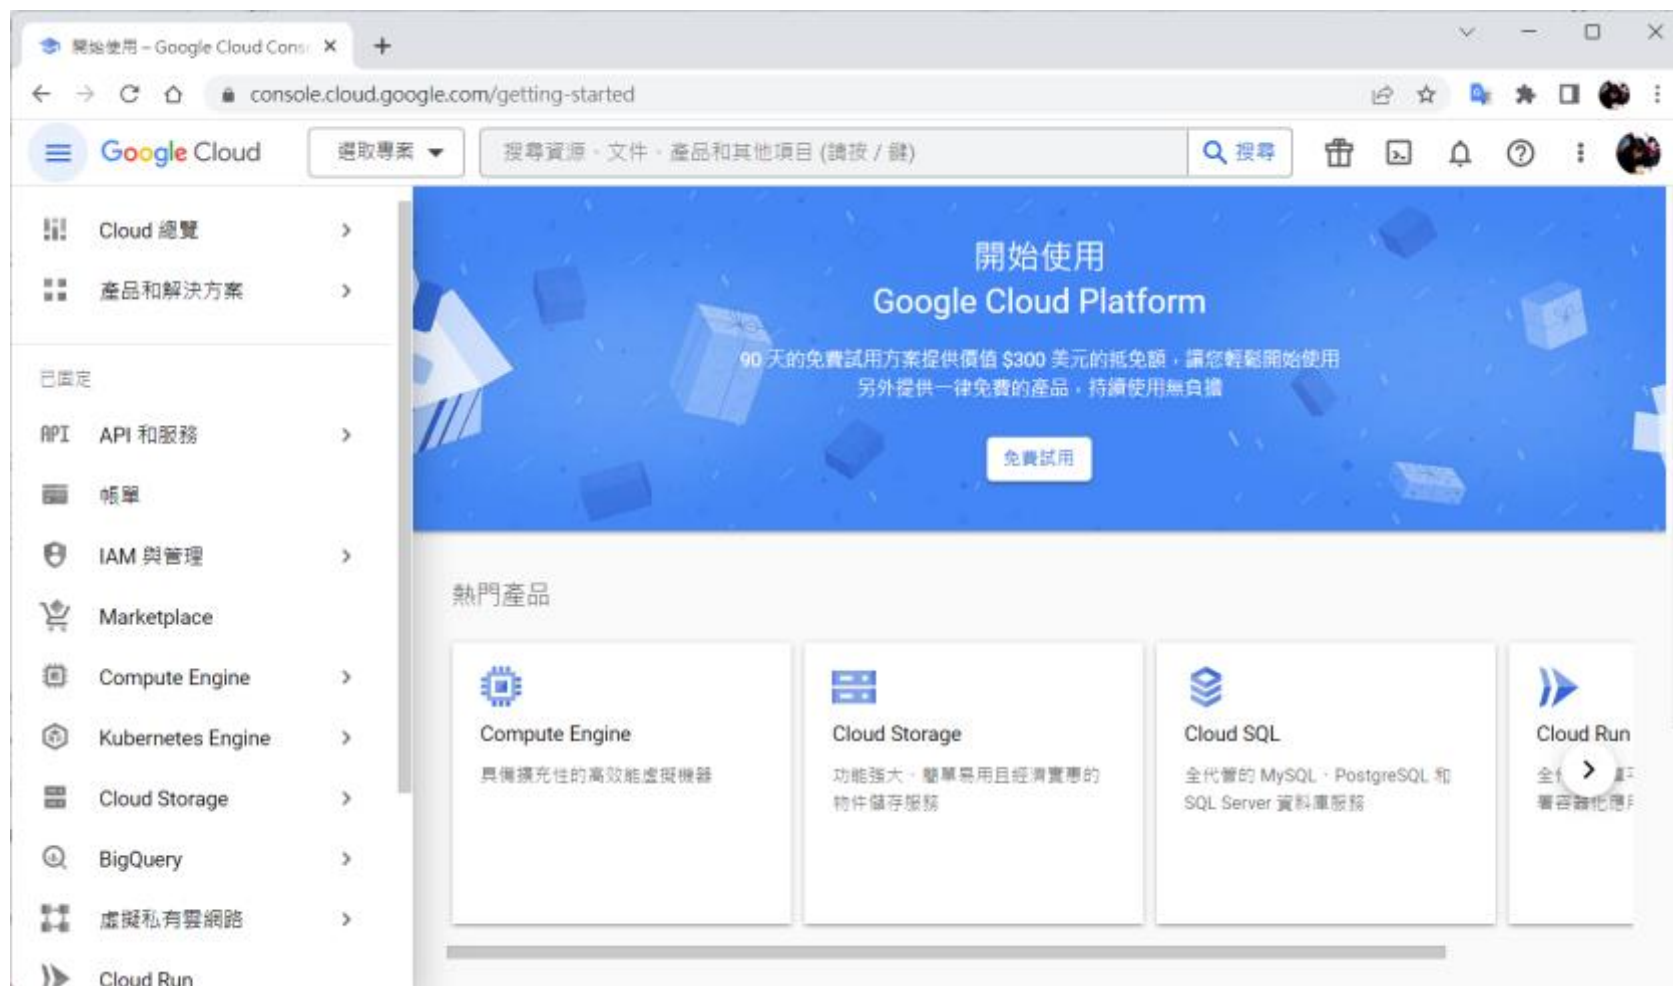 開始使用 – Google Cloud Cons
console.cloud.google.com/getting-started
Google Cloud
選取專案
搜尋資源、文件、產品和其他項目 (請按 / 鍵)
搜尋
Cloud 總覽
產品和解決方案
已固定
API API 和服務
帳單
IAM 與管理
Marketplace
Compute Engine
Kubernetes Engine
Cloud Storage
BigQuery
虛擬私有雲網路
Cloud Run
開始使用
Google Cloud Platform
90 天的免費試用方案提供價值 $300 美元的抵免額，讓您輕鬆開始使用
另外提供一律免費的產品，持續使用無負擔
免費試用
熱門產品
Compute Engine
具備擴充性的高效能虛擬機器
Cloud Storage
功能強大、簡單易用且經濟實惠的
物件儲存服務
Cloud SQL
全代管的 MySQL、PostgreSQL 和
SQL Server 資料庫服務
Cloud Run
全
署容器化應用